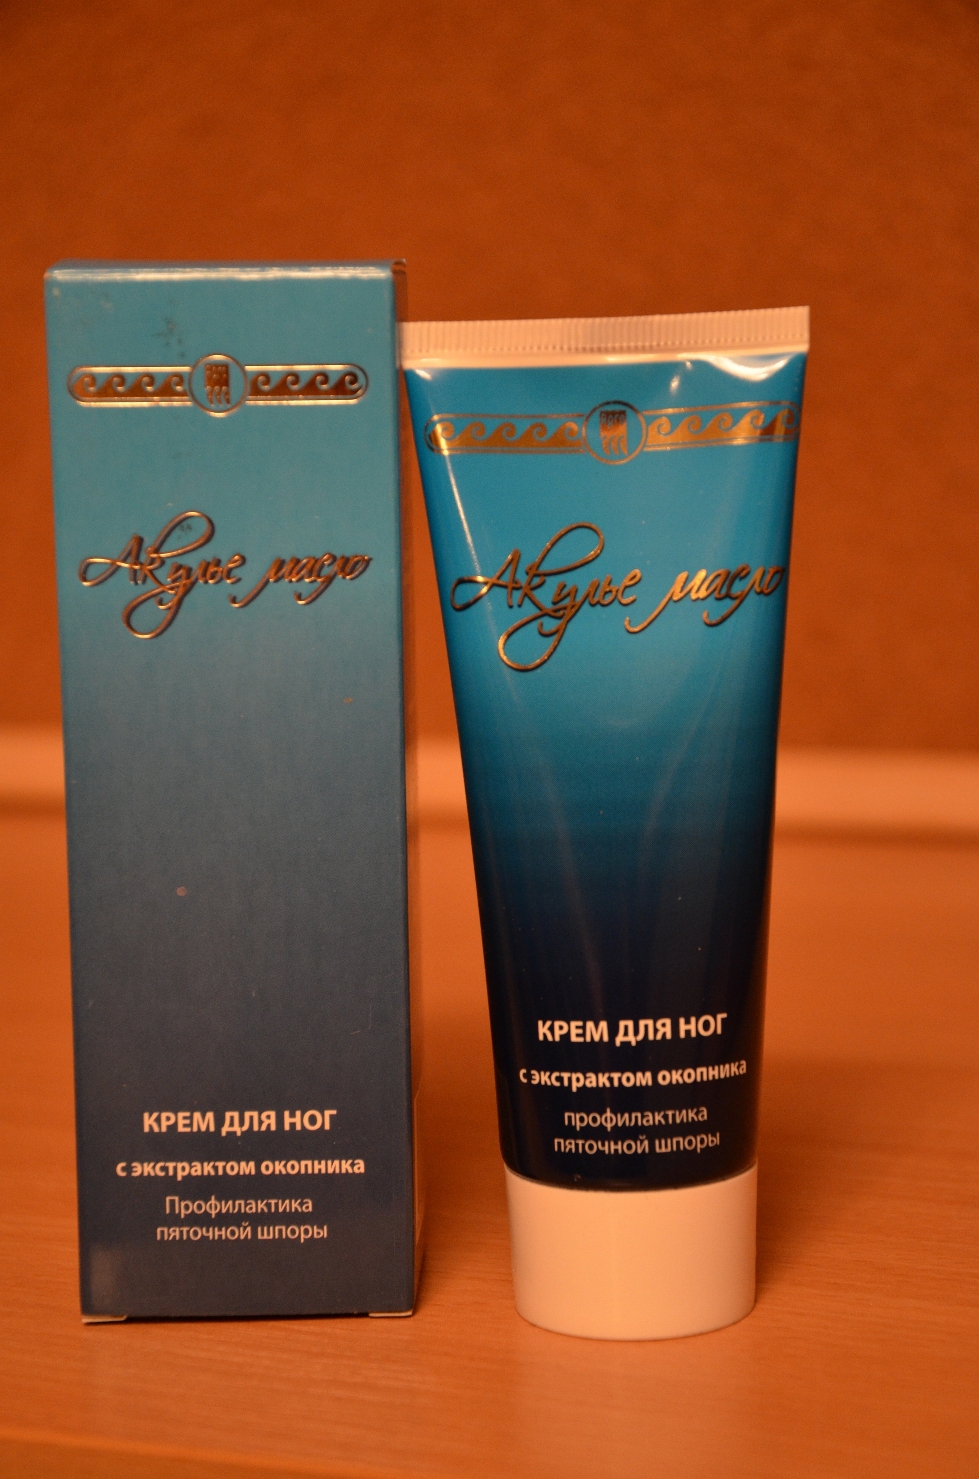 Акулье масло
КРЕМ ДЛЯ НОГ
с экстрактом окопника
Профилактика
пяточной шпоры
Акулье масло
КРЕМ ДЛЯ НОГ
с экстрактом окопника
профилактика
пяточной шпоры